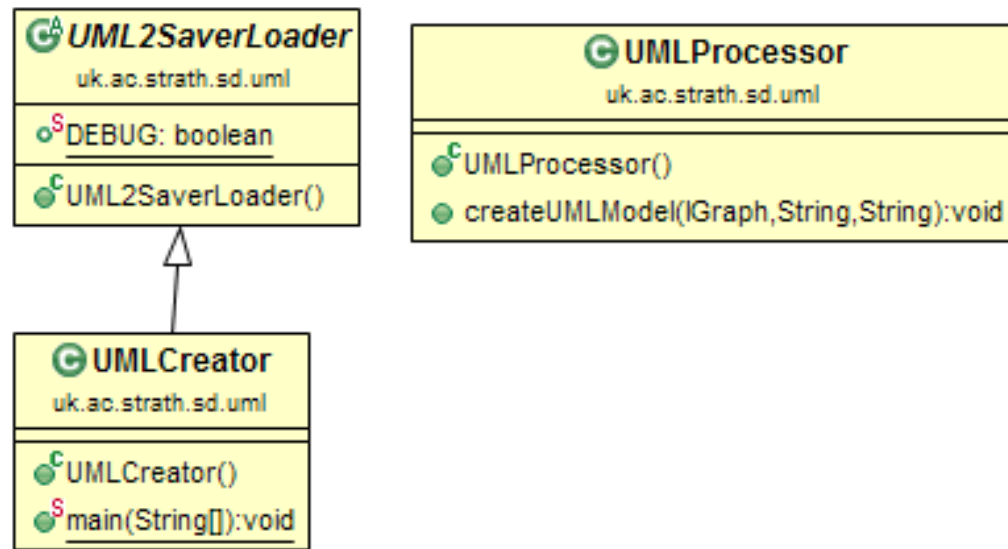 UML2SaverLoader
uk.ac.strath.sd.uml
DEBUG: boolean
UML2SaverLoader()
UMLProcessor
uk.ac.strath.sd.uml
UMLProcessor()
createUMLModel(IGraph,String,String):void
UMLCreator
uk.ac.strath.sd.uml
UMLCreator()
main(String[]):void